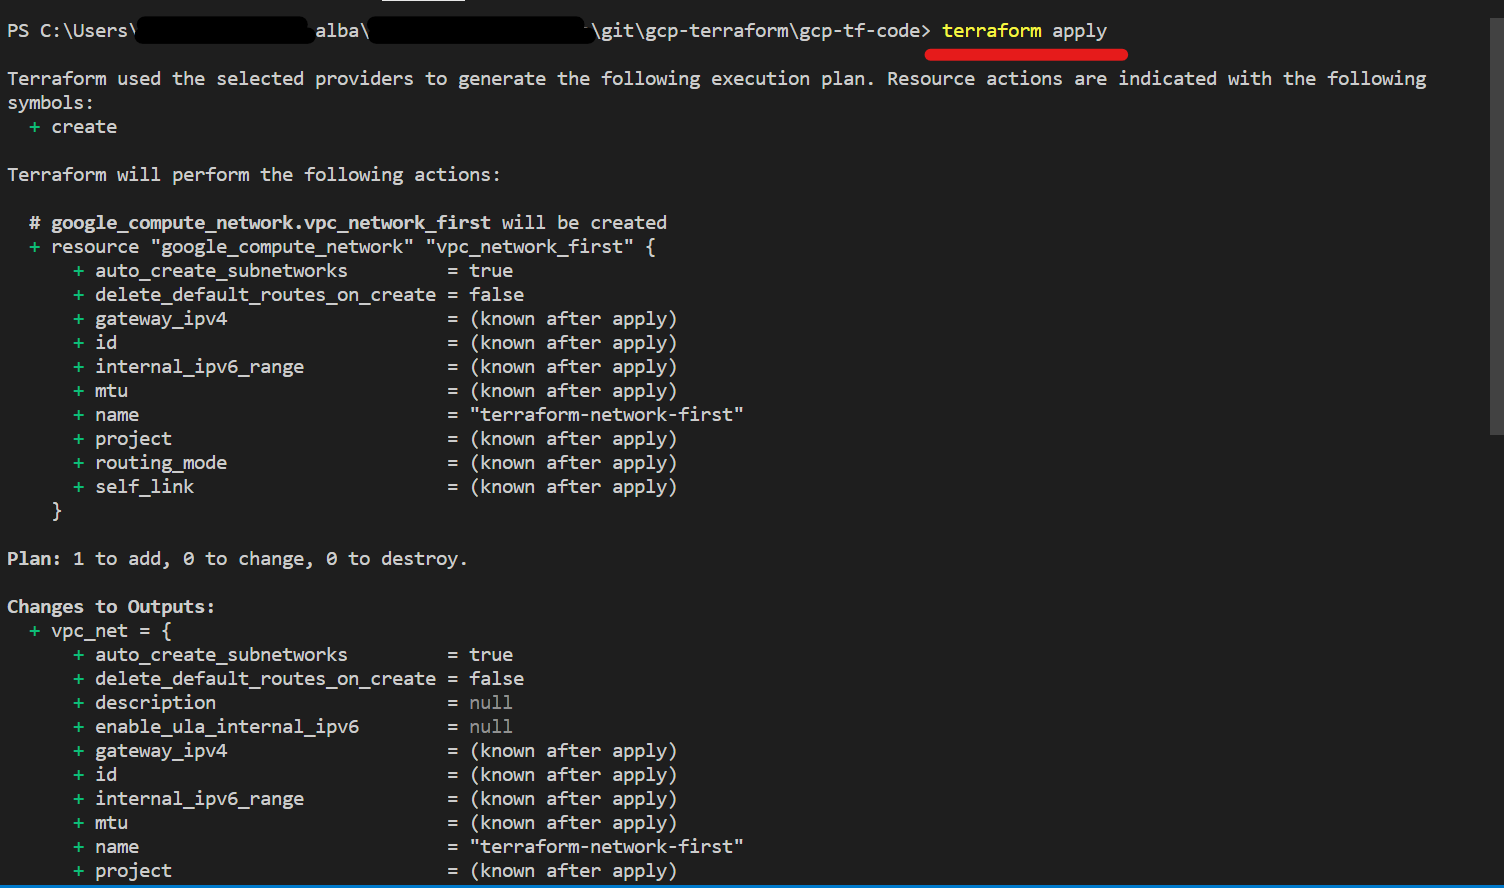 PS C:\Users\ alba\ \git\gcp-terraform\gcp-tf-code> terraform apply
Terraform used the selected providers to generate the following execution plan. Resource actions are indicated with the following
symbols:
  + create
Terraform will perform the following actions:
  # google_compute_network.vpc_network_first will be created
  + resource "google_compute_network" "vpc_network_first" {
      + auto_create_subnetworks         = true
      + delete_default_routes_on_create = false
      + gateway_ipv4                    = (known after apply)
      + id                              = (known after apply)
      + internal_ipv6_range             = (known after apply)
      + mtu                             = (known after apply)
      + name                            = "terraform-network-first"
      + project                         = (known after apply)
      + routing_mode                    = (known after apply)
      + self_link                       = (known after apply)
    }
Plan: 1 to add, 0 to change, 0 to destroy.
Changes to Outputs:
  + vpc_net = {
      + auto_create_subnetworks         = true
      + delete_default_routes_on_create = false
      + description                     = null
      + enable_ula_internal_ipv6        = null
      + gateway_ipv4                    = (known after apply)
      + id                              = (known after apply)
      + internal_ipv6_range             = (known after apply)
      + mtu                             = (known after apply)
      + name                            = "terraform-network-first"
      + project                         = (known after apply)